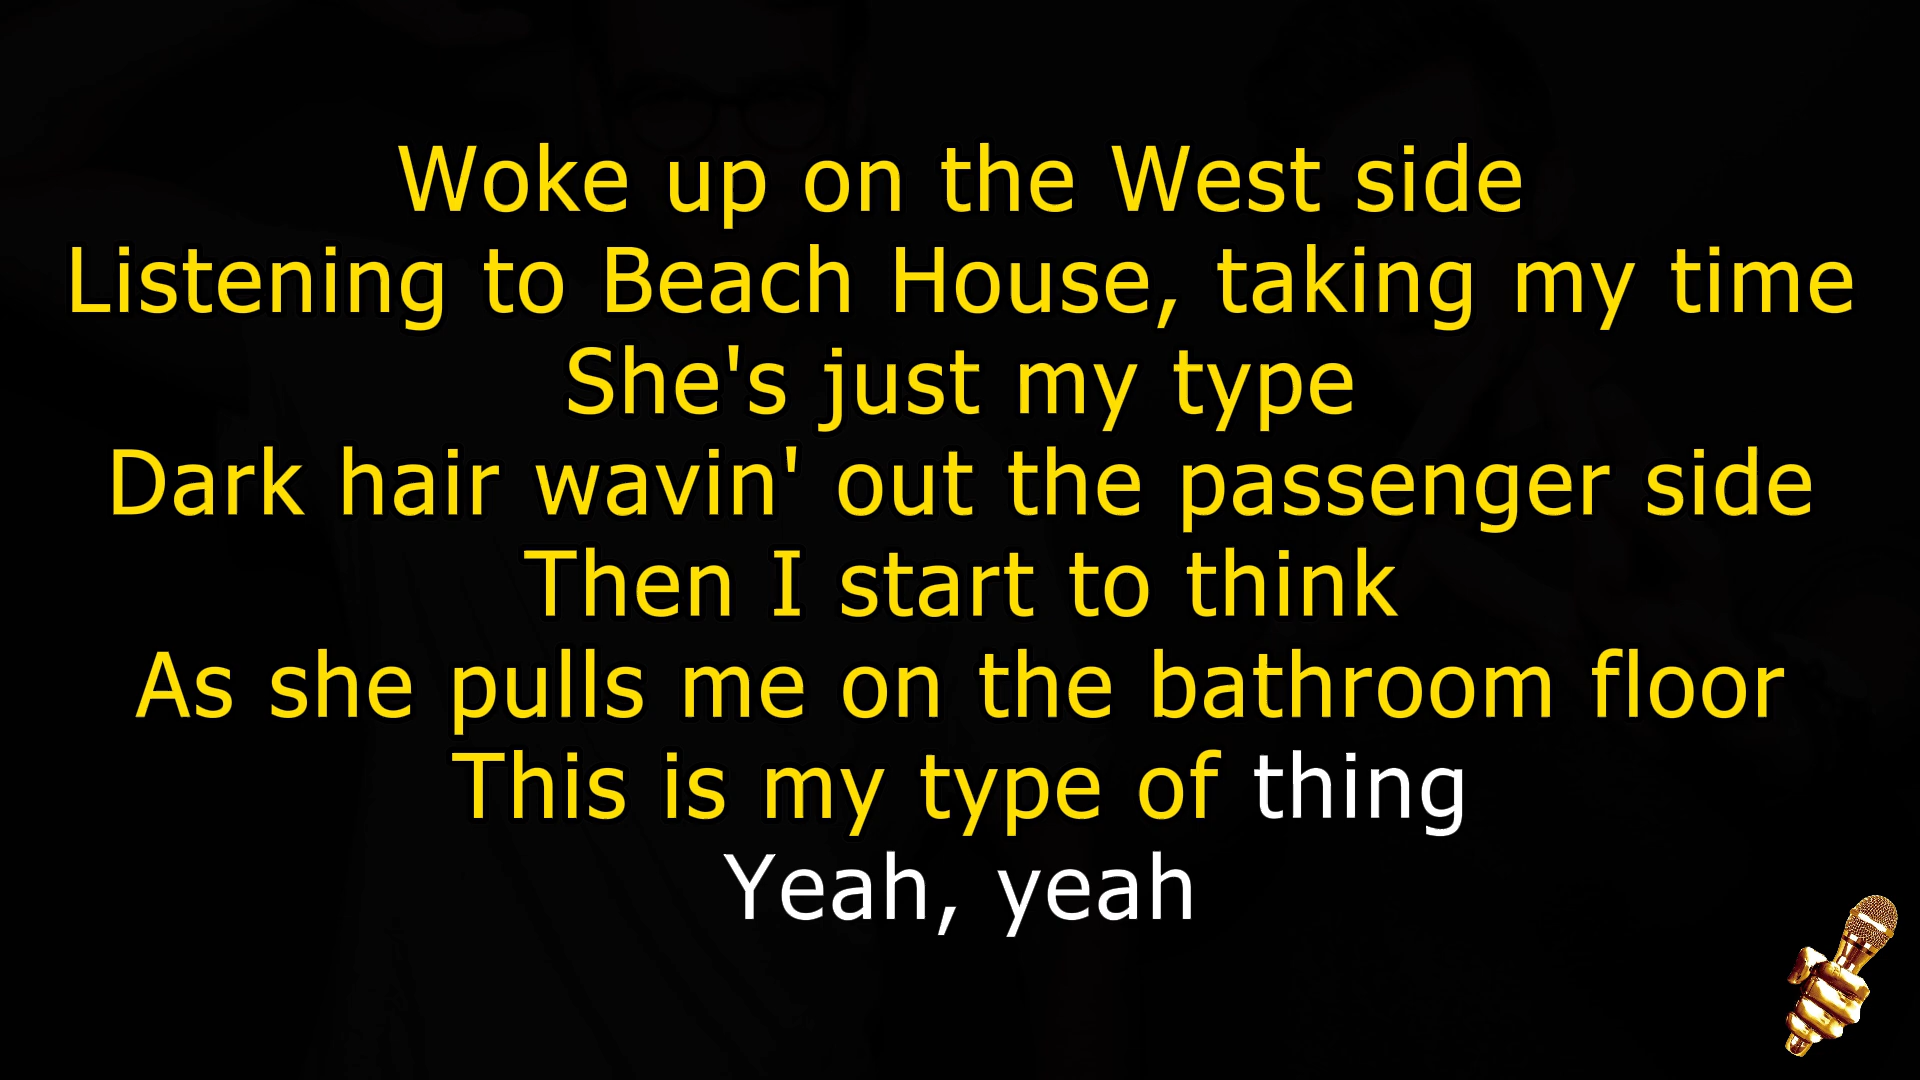 Woke up on the West side
Listening to Beach House, taking my time
She's just my type
Dark hair wavin' out the passenger side
Then I start to think
As she pulls me on the bathroom floor
This is my type of thing
Yeah, yeah